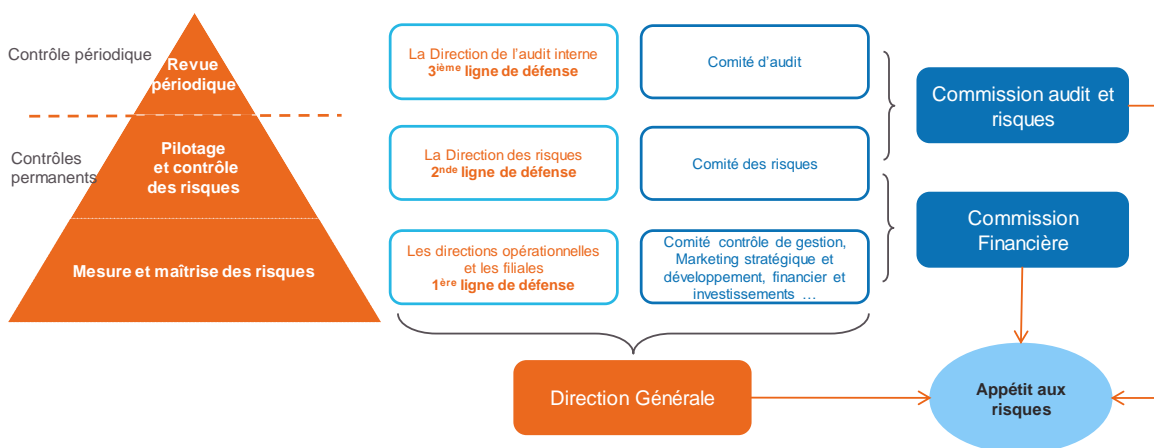 Contrôle périodique
Revue
périodique
Contrôles
permanents
Pilotage
et contrôle
des risques
Mesure et maîtrise des risques
La Direction de l'audit interne
3ième ligne de défense
Comité d'audit
La Direction des risques
2nde ligne de défense
Comité des risques
Les directions opérationnelles
et les filiales
1ère ligne de défense
Comité contrôle de gestion,
Marketing stratégique et
développement, financier et
investissements …
Commission audit et
risques
Commission
Financière
Direction Générale
Appétit aux
risques